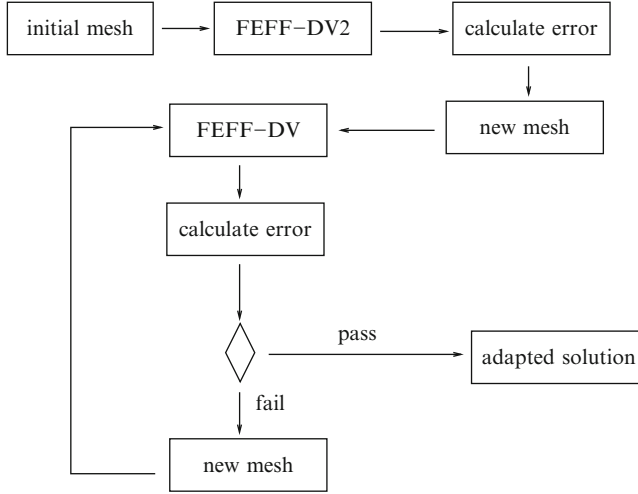 initial mesh
FEFF–DV2
calculate error
new mesh
FEFF–DV
calculate error
pass
adapted solution
fail
new mesh